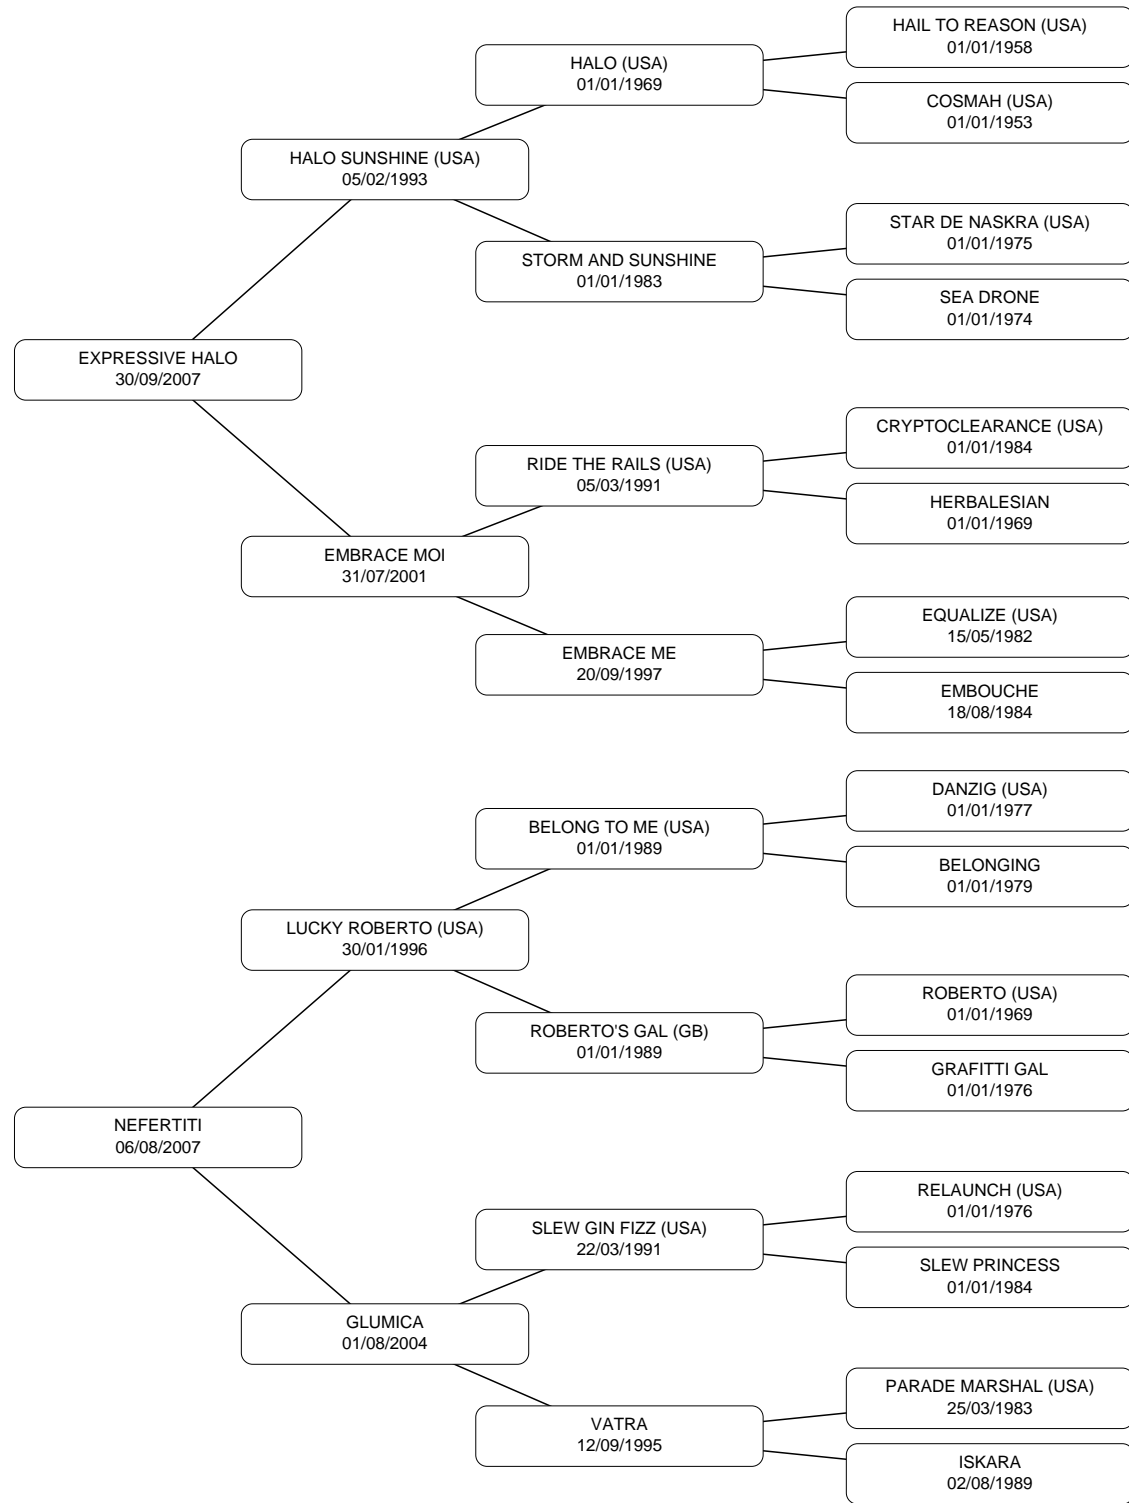 HAIL TO REASON (USA)
01/01/1958
HALO (USA)
01/01/1969
COSMAH (USA)
01/01/1953
HALO SUNSHINE (USA)
05/02/1993
STAR DE NASKRA (USA)
01/01/1975
STORM AND SUNSHINE
01/01/1983
SEA DRONE
01/01/1974
EXPRESSIVE HALO
30/09/2007
CRYPTOCLEARANCE (USA)
01/01/1984
RIDE THE RAILS (USA)
05/03/1991
HERBALESIAN
01/01/1969
EMBRACE MOI
31/07/2001
EQUALIZE (USA)
15/05/1982
EMBRACE ME
20/09/1997
EMBOUCHE
18/08/1984
DANZIG (USA)
01/01/1977
BELONG TO ME (USA)
01/01/1989
BELONGING
01/01/1979
LUCKY ROBERTO (USA)
30/01/1996
ROBERTO (USA)
01/01/1969
ROBERTO'S GAL (GB)
01/01/1989
GRAFITTI GAL
01/01/1976
NEFERTITI
06/08/2007
RELAUNCH (USA)
01/01/1976
SLEW GIN FIZZ (USA)
22/03/1991
SLEW PRINCESS
01/01/1984
GLUMICA
01/08/2004
PARADE MARSHAL (USA)
25/03/1983
VATRA
12/09/1995
ISKARA
02/08/1989